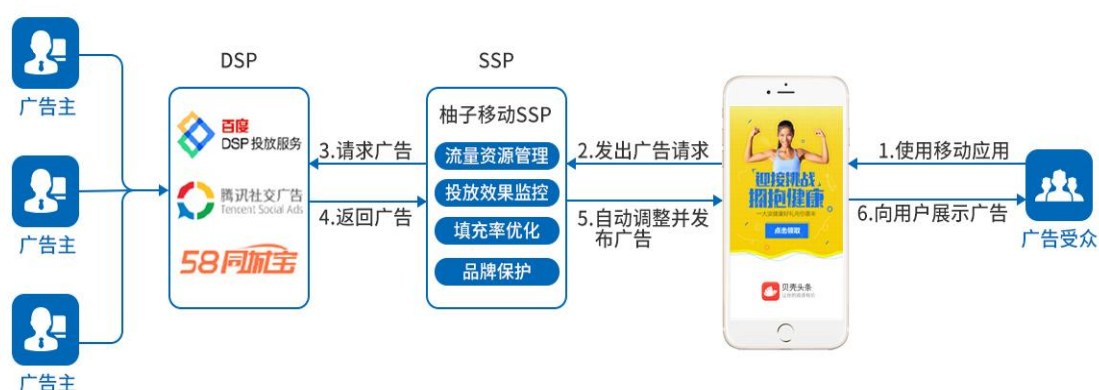 广告主
广告主
广告主
DSP
百度
DSP投放服务
腾讯社交广告
Tencent Social Ads
58同城宝
3.请求广告
4.返回广告
SSP
柚子移动SSP
流量资源管理
投放效果监控
填充率优化
品牌保护
2.发出广告请求
5.自动调整并发
布广告
迎接挑战
拥抱健康
点击领取
贝壳头条
1.使用移动应用
6.向用户展示广告
广告受众